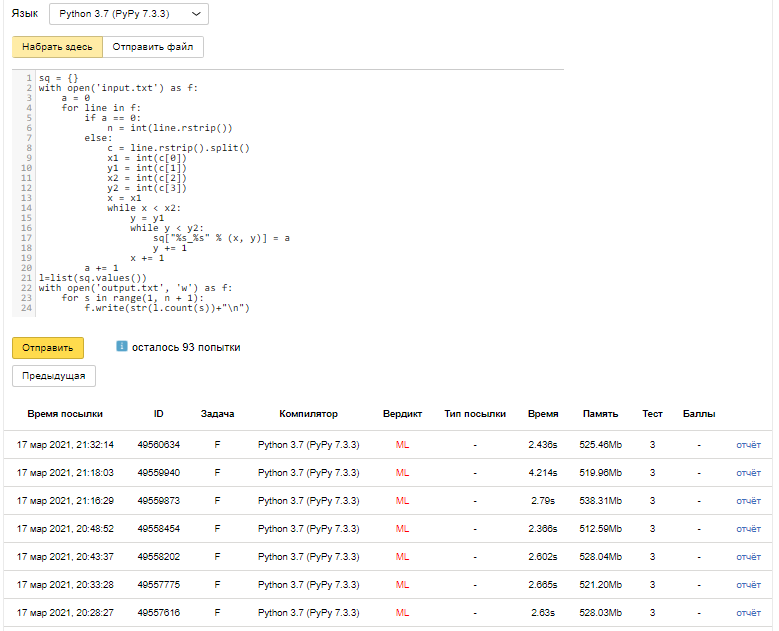 Язык Python 3.7 (PyPy 7.3.3)
Набрать здесь Отправить файл
1 sq = {}
2 with open('input.txt') as f:
3     a = 0
4     for line in f:
5         if a == 0:
6             n = int(line.rstrip())
7         else:
8             c = line.rstrip().split()
9             x1 = int(c[0])
10             y1 = int(c[1])
11             x2 = int(c[2])
12             y2 = int(c[3])
13             x = x1
14             while x < x2:
15                 y = y1
16                 while y < y2:
17                     sq["%s_%s" % (x, y)] = a
18                     y += 1
19                 x += 1
20         a += 1
21 l=list(sq.values())
22 with open('output.txt', 'w') as f:
23     for s in range(1, n + 1):
24         f.write(str(l.count(s))+"\n")
Отправить i осталось 93 попытки
Предыдущая
Время посылки ID Задача Компилятор Вердикт Тип посылки Время Память Тест Баллы
17 мар 2021, 21:32:14 49560634 F Python 3.7 (PyPy 7.3.3) ML - 2.436s 525.46Mb 3 - отчёт
17 мар 2021, 21:18:03 49559940 F Python 3.7 (PyPy 7.3.3) ML - 4.214s 519.96Mb 3 - отчёт
17 мар 2021, 21:16:29 49559873 F Python 3.7 (PyPy 7.3.3) ML - 2.79s 538.31Mb 3 - отчёт
17 мар 2021, 20:48:52 49558454 F Python 3.7 (PyPy 7.3.3) ML - 2.366s 512.59Mb 3 - отчёт
17 мар 2021, 20:43:37 49558202 F Python 3.7 (PyPy 7.3.3) ML - 2.602s 528.04Mb 3 - отчёт
17 мар 2021, 20:33:28 49557775 F Python 3.7 (PyPy 7.3.3) ML - 2.665s 521.20Mb 3 - отчёт
17 мар 2021, 20:28:27 49557616 F Python 3.7 (PyPy 7.3.3) ML - 2.63s 528.03Mb 3 - отчёт